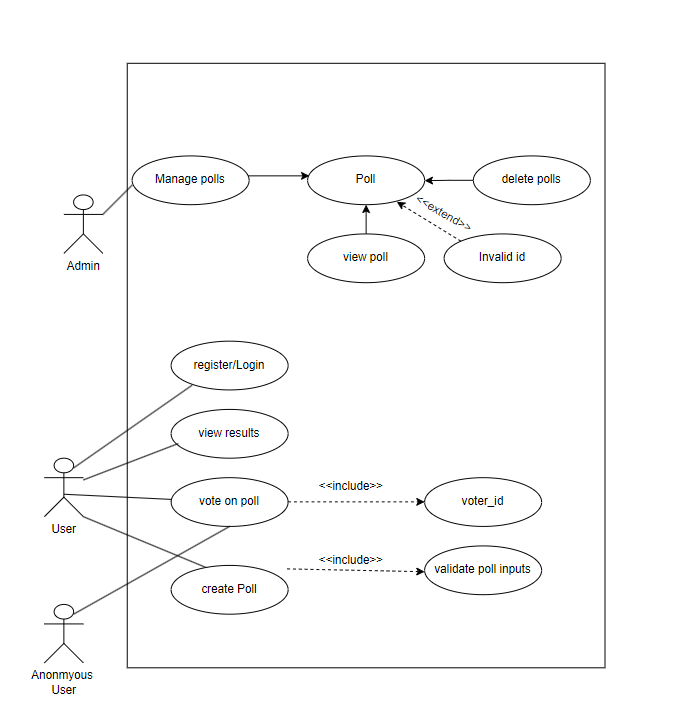 Manage polls
Poll
delete polls
<<extend>>
Admin
view poll
Invalid id
register/Login
view results
<<include>>
vote on poll
voter_id
User
<<include>>
validate poll inputs
create Poll
Anonmyous
User